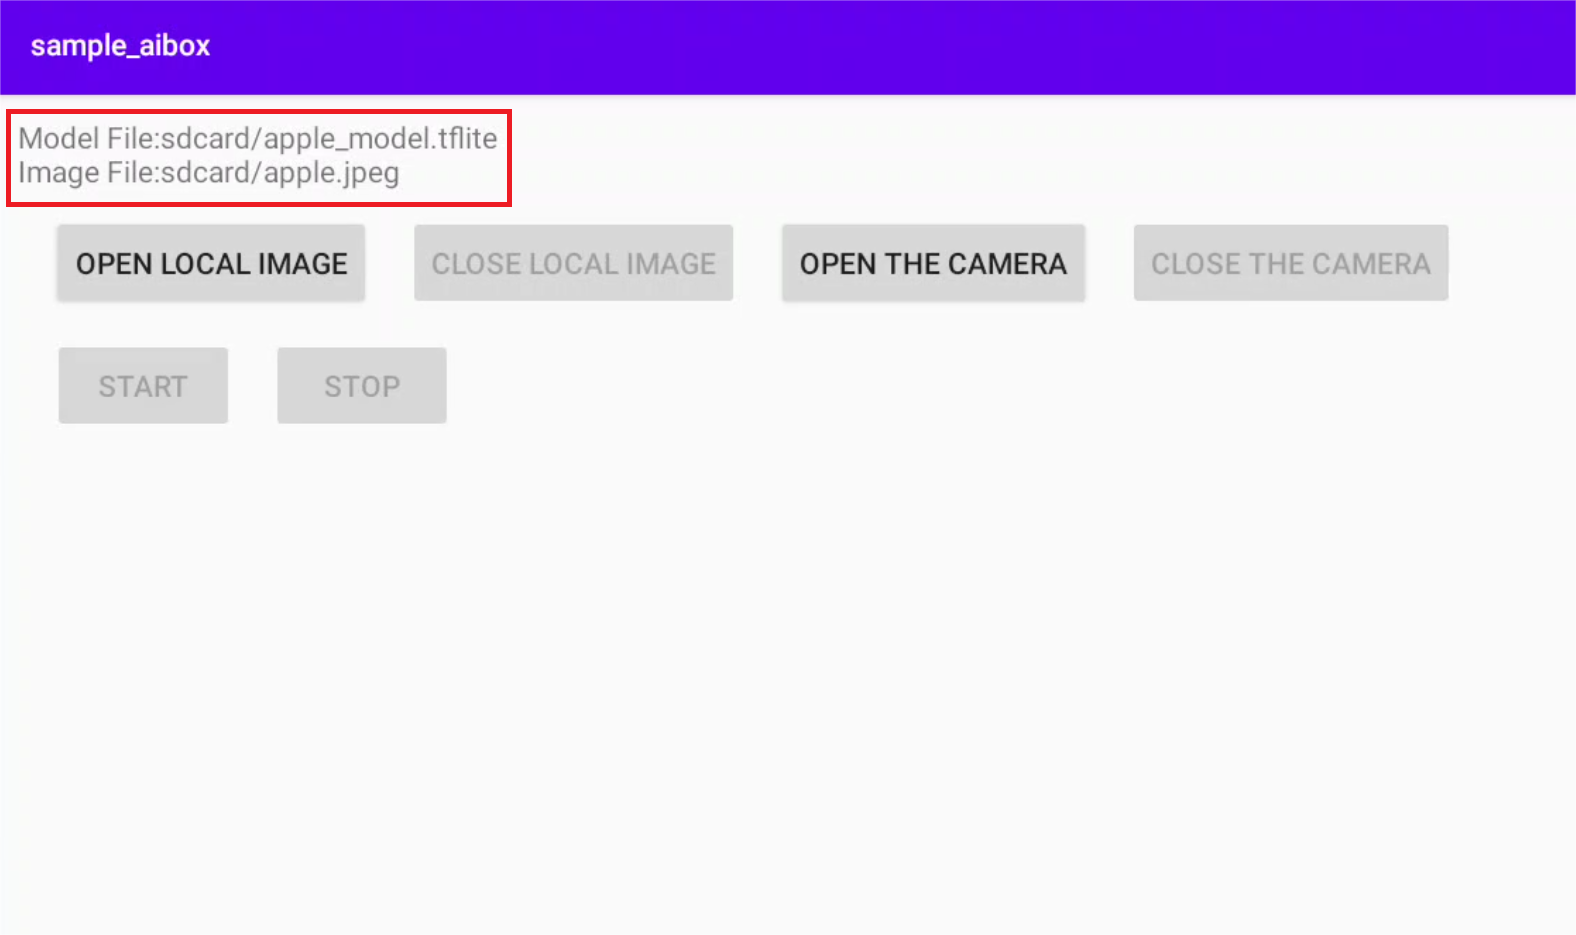 sample_aibox
Model File:sdcard/apple_model.tflite
Image File:sdcard/apple.jpeg
OPEN LOCAL IMAGE CLOSE LOCAL IMAGE OPEN THE CAMERA CLOSE THE CAMERA
START STOP